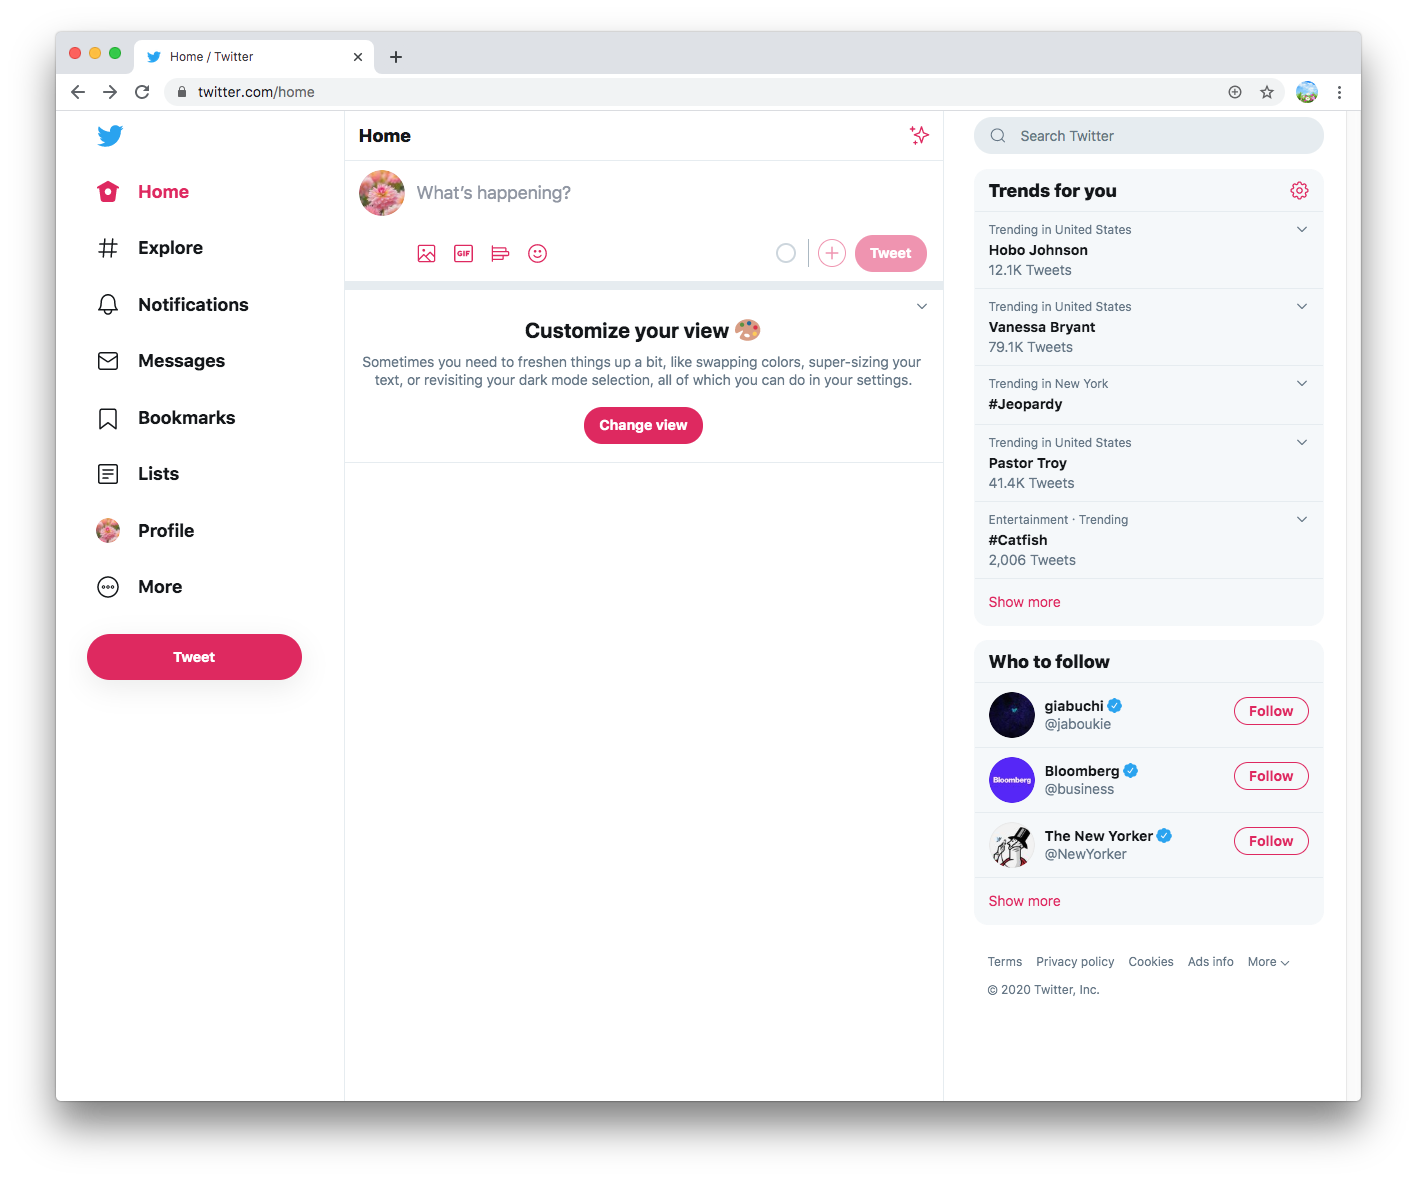 Home / Twitter
twitter.com/home
Home
Explore
Notifications
Messages
Bookmarks
Lists
Profile
More
Tweet
Home
What's happening?
GIF
Tweet
Customize your view
Sometimes you need to freshen things up a bit, like swapping colors, super-sizing your
text, or revisiting your dark mode selection, all of which you can do in your settings.
Change view
Search Twitter
Trends for you
Trending in United States
Hobo Johnson
12.1K Tweets
Trending in United States
Vanessa Bryant
79.1K Tweets
Trending in New York
#Jeopardy
Trending in United States
Pastor Troy
41.4K Tweets
Entertainment · Trending
#Catfish
2,006 Tweets
Show more
Who to follow
giabuchi
@jaboukie
Follow
Bloomberg
Bloomberg
@business
Follow
The New Yorker
@NewYorker
Follow
Show more
Terms Privacy policy Cookies Ads info More
© 2020 Twitter, Inc.